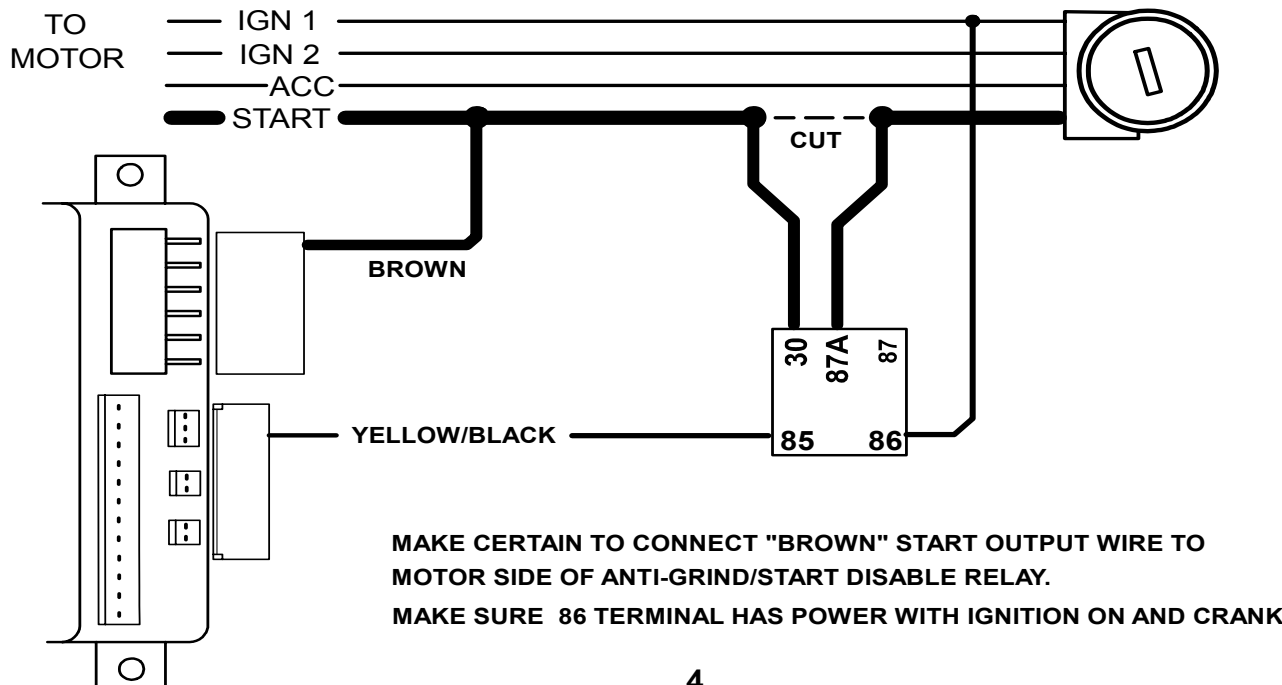 TO
MOTOR
IGN 1
IGN 2
ACC
START
CUT
BROWN
30
87A
87
YELLOW/BLACK
85
86
MAKE CERTAIN TO CONNECT "BROWN" START OUTPUT WIRE TO
MOTOR SIDE OF ANTI-GRIND/START DISABLE RELAY.
MAKE SURE 86 TERMINAL HAS POWER WITH IGNITION ON AND CRANK
4